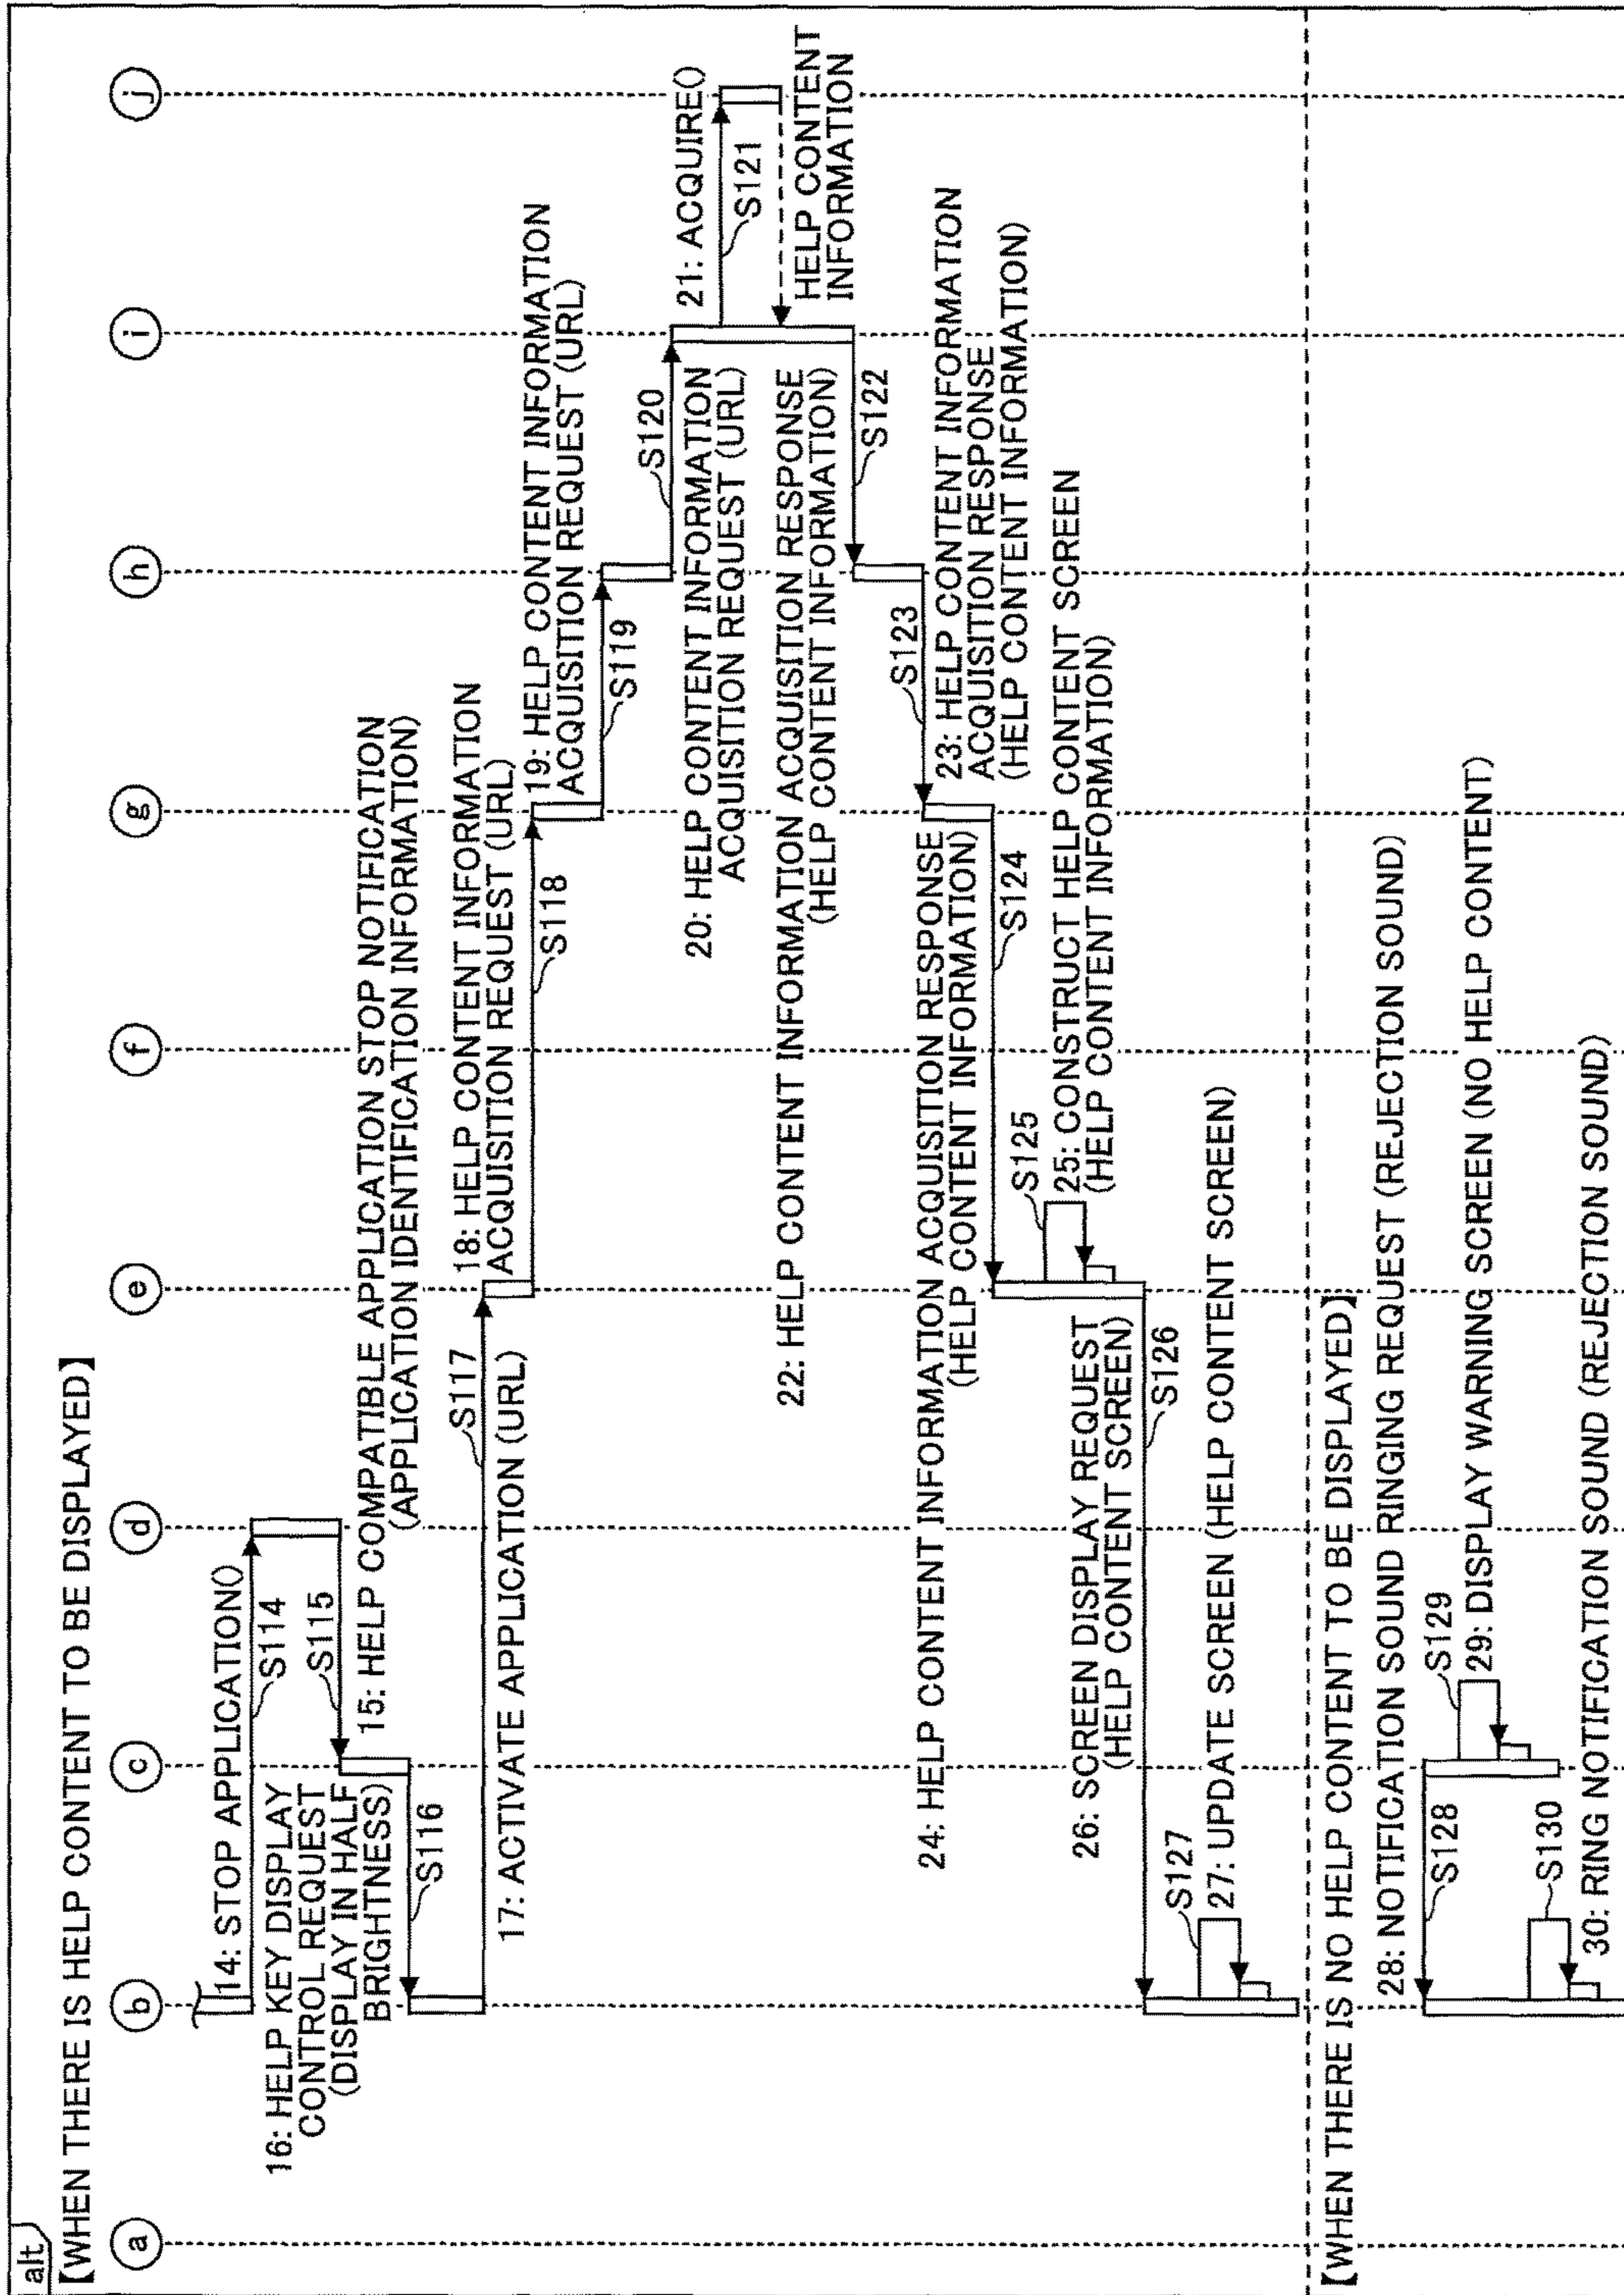 alt
【WHEN THERE IS HELP CONTENT TO BE DISPLAYED】
a
b
c
d
e
f
g
h
i
j
14: STOP APPLICATION()
S114
S115
15: HELP COMPATIBLE APPLICATION STOP NOTIFICATION
(APPLICATION IDENTIFICATION INFORMATION)
16: HELP KEY DISPLAY
CONTROL REQUEST
(DISPLAY IN HALF
BRIGHTNESS)
S116
S117
17: ACTIVATE APPLICATION (URL)
18: HELP CONTENT INFORMATION
ACQUISITION REQUEST (URL)
S118
19: HELP CONTENT INFORMATION
ACQUISITION REQUEST (URL)
S119
S120
20: HELP CONTENT INFORMATION
ACQUISITION REQUEST (URL)
21: ACQUIRE()
S121
HELP CONTENT
INFORMATION
22: HELP CONTENT INFORMATION ACQUISITION RESPONSE
(HELP CONTENT INFORMATION)
S122
S123
23: HELP CONTENT INFORMATION
ACQUISITION RESPONSE
(HELP CONTENT INFORMATION)
24: HELP CONTENT INFORMATION ACQUISITION RESPONSE
(HELP CONTENT INFORMATION)
S124
S125
25: CONSTRUCT HELP CONTENT SCREEN
(HELP CONTENT INFORMATION)
26: SCREEN DISPLAY REQUEST
(HELP CONTENT SCREEN)
S126
S127
27: UPDATE SCREEN (HELP CONTENT SCREEN)
【WHEN THERE IS NO HELP CONTENT TO BE DISPLAYED】
28: NOTIFICATION SOUND RINGING REQUEST (REJECTION SOUND)
S128
S129
29: DISPLAY WARNING SCREEN (NO HELP CONTENT)
S130
30: RING NOTIFICATION SOUND (REJECTION SOUND)